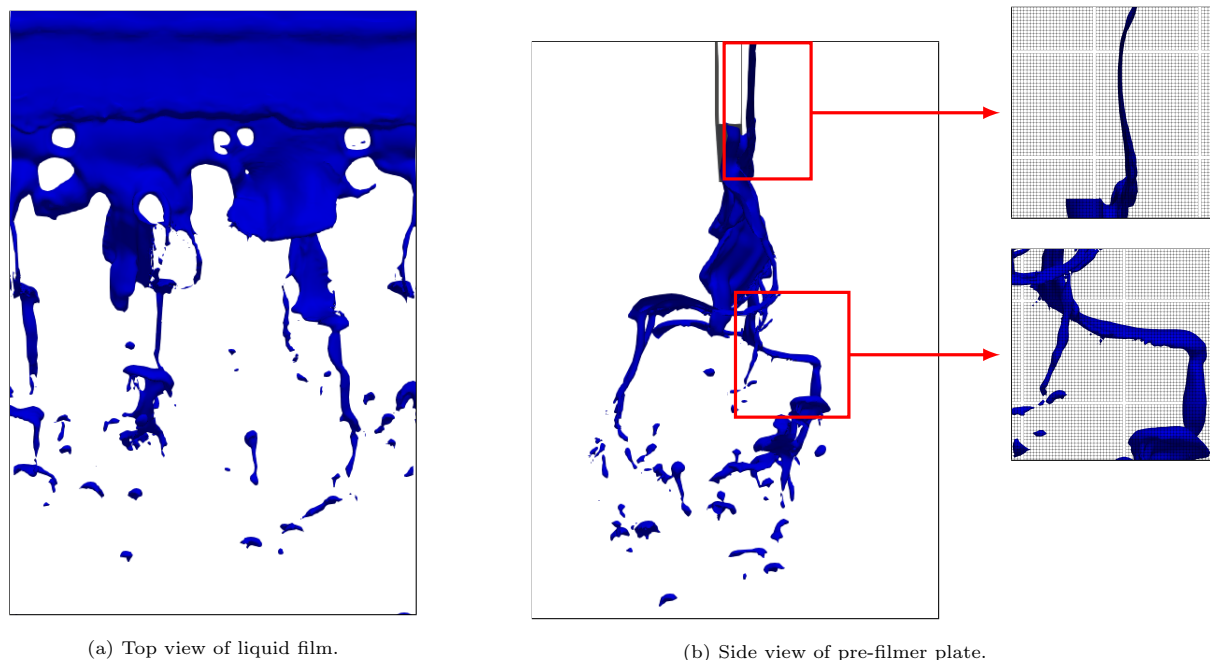 (a) Top view of liquid film.
(b) Side view of pre-filmer plate.